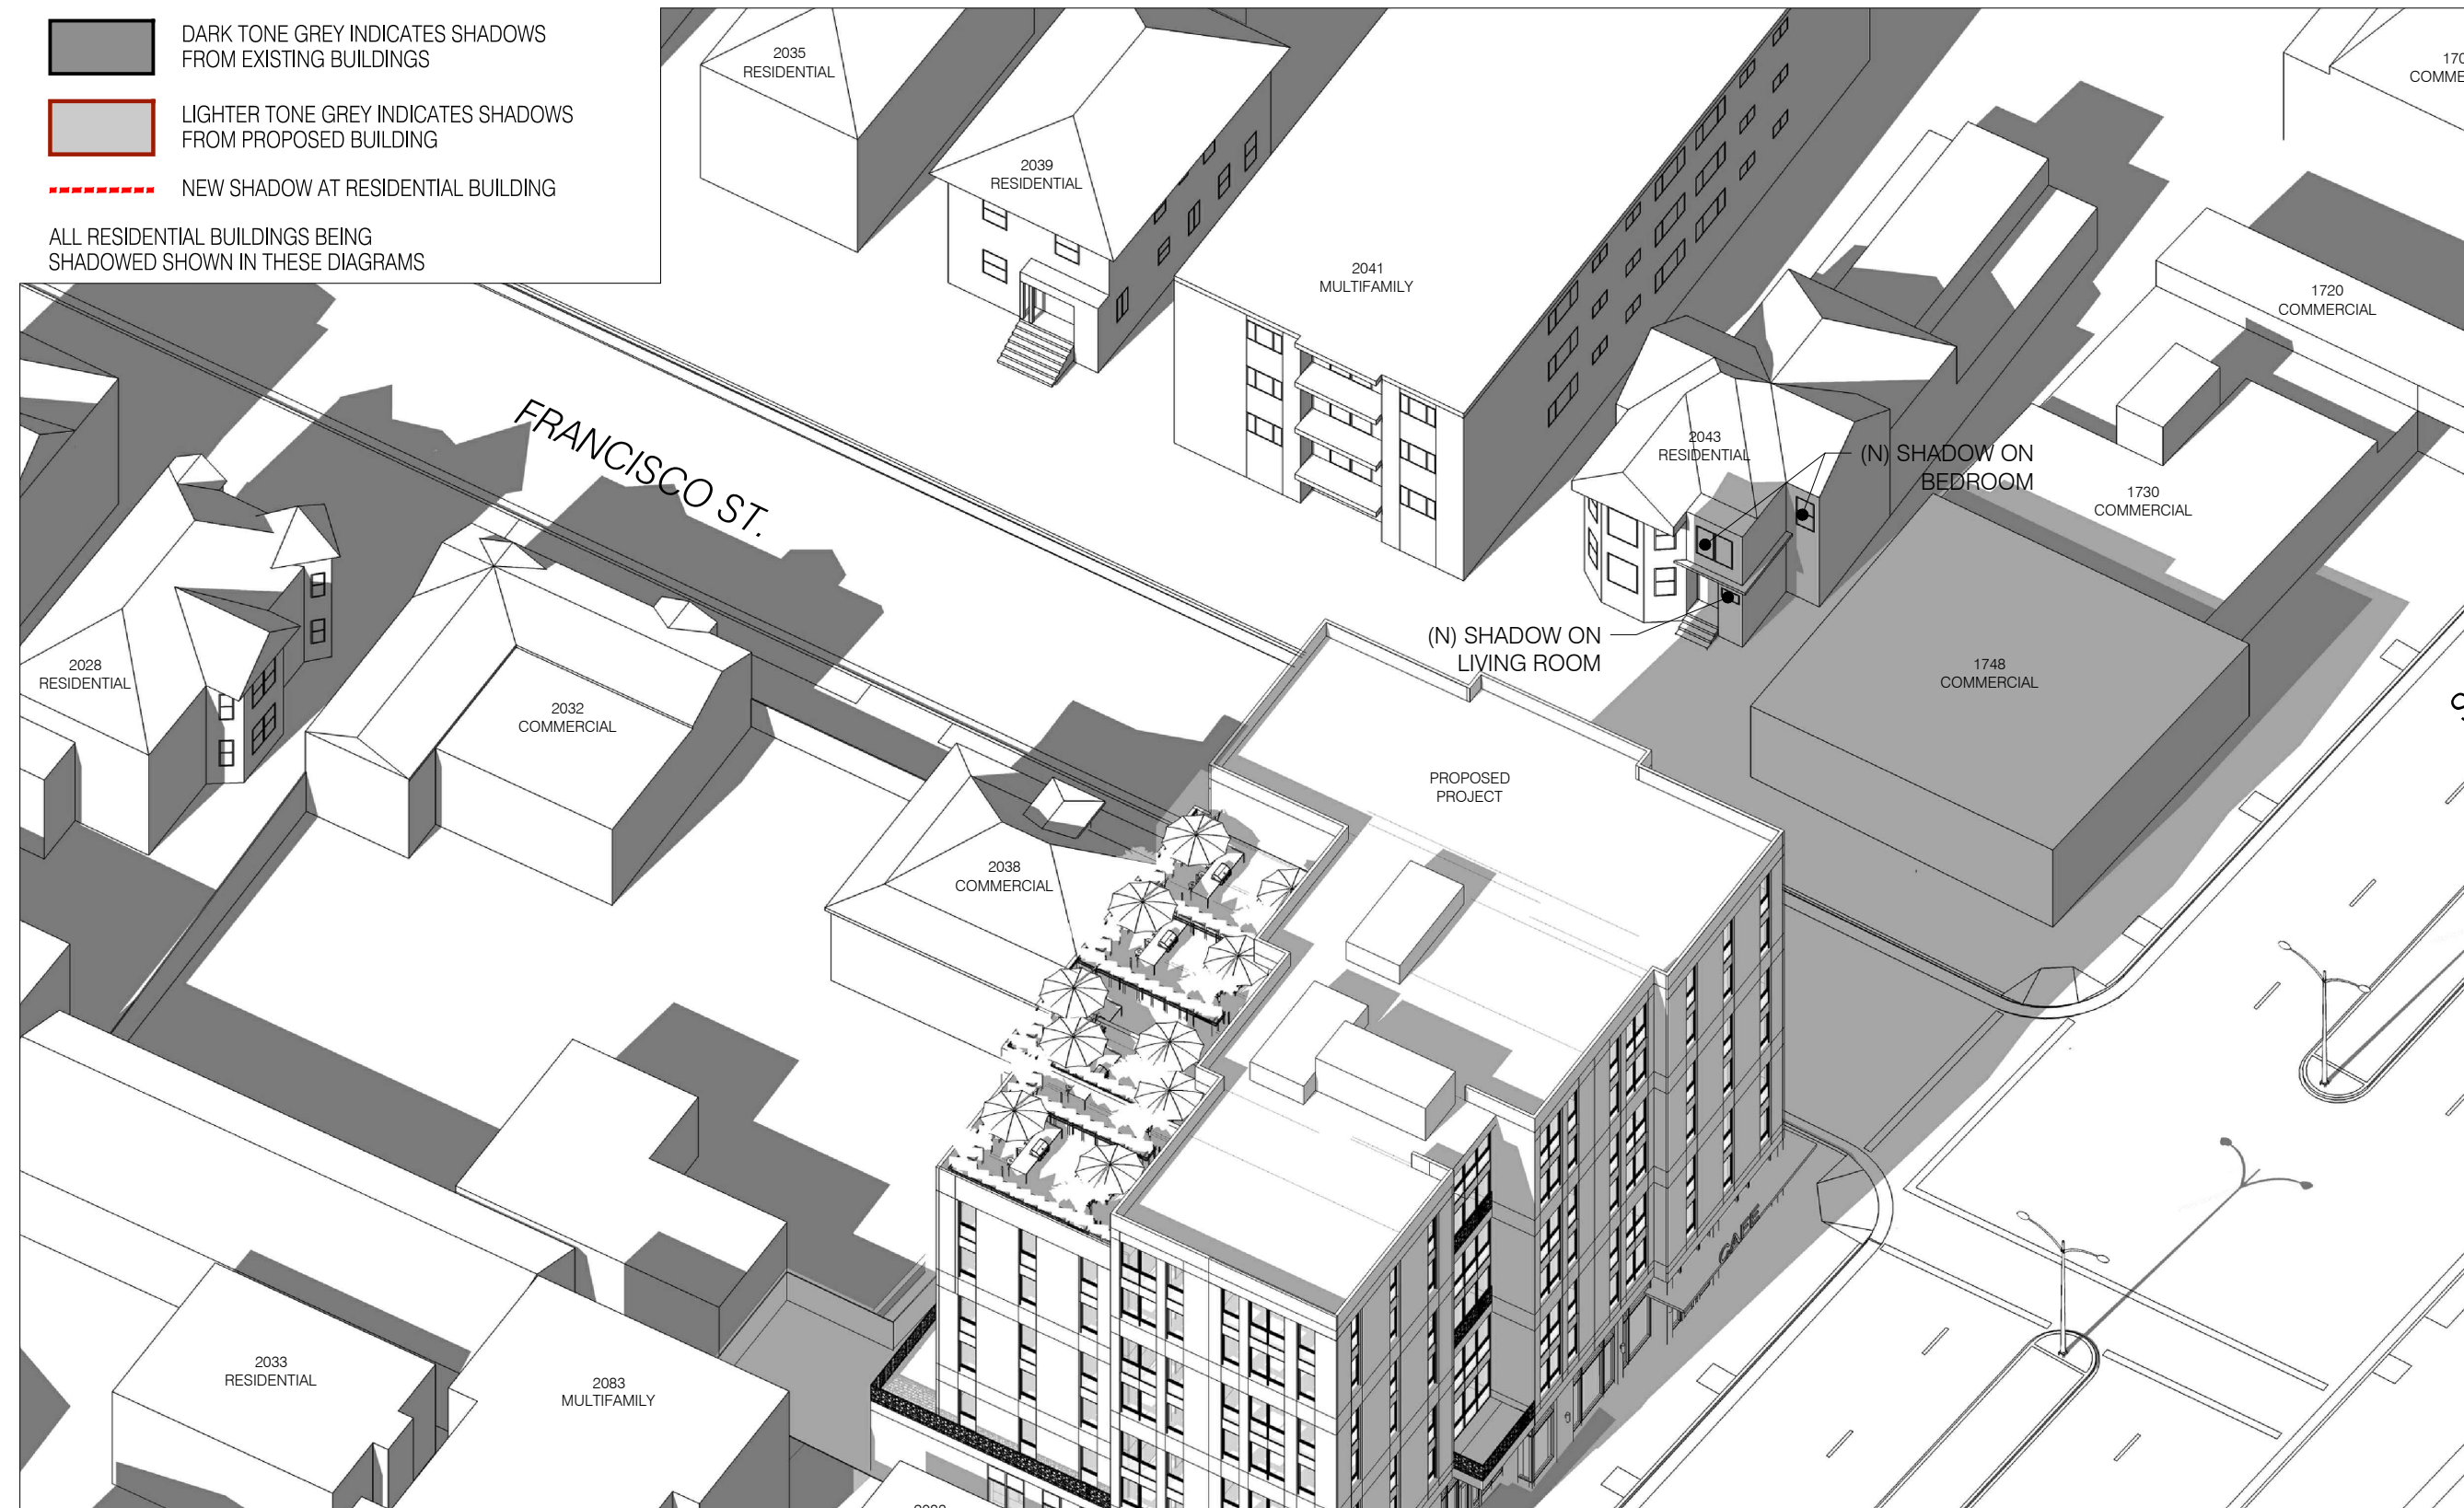 DARK TONE GREY INDICATES SHADOWS
FROM EXISTING BUILDINGS
LIGHTER TONE GREY INDICATES SHADOWS
FROM PROPOSED BUILDING
NEW SHADOW AT RESIDENTIAL BUILDING
ALL RESIDENTIAL BUILDINGS BEING
SHADOWED SHOWN IN THESE DIAGRAMS
2035
RESIDENTIAL
2039
RESIDENTIAL
2041
MULTIFAMILY
1720
COMMERCIAL
FRANCISCO ST.
2043
RESIDENTIAL
(N) SHADOW ON
BEDROOM
1730
COMMERCIAL
(N) SHADOW ON
LIVING ROOM
1748
COMMERCIAL
2028
RESIDENTIAL
2032
COMMERCIAL
PROPOSED
PROJECT
2038
COMMERCIAL
CAFE
2033
RESIDENTIAL
2083
MULTIFAMILY